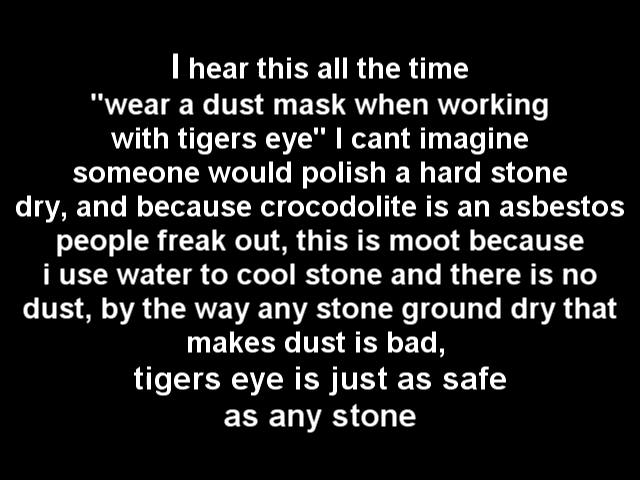 I hear this all the time
"wear a dust mask when working
with tigers eye" I cant imagine
someone would polish a hard stone
dry, and because crocodolite is an asbestos
people freak out, this is moot because
i use water to cool stone and there is no
dust, by the way any stone ground dry that
makes dust is bad,
tigers eye is just as safe
as any stone